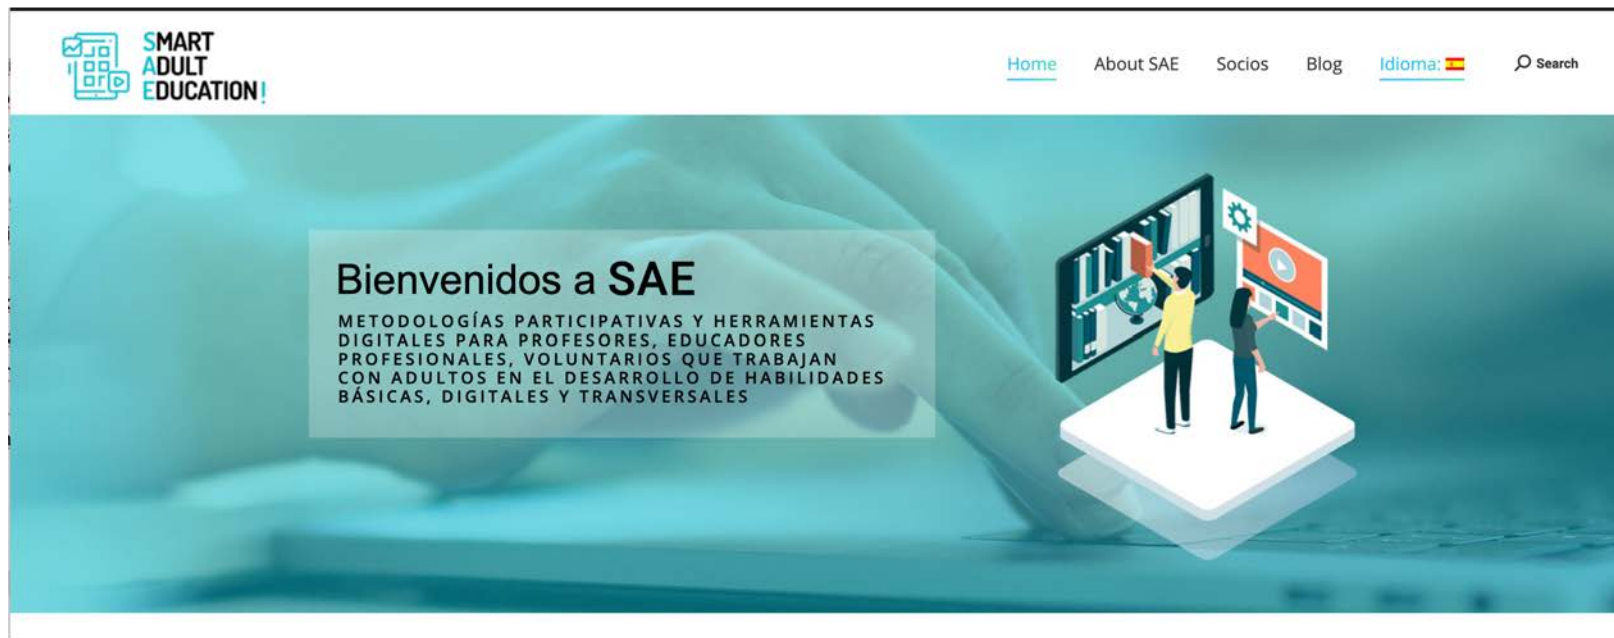 SMART
ADULT
EDUCATION!
Home About SAE Socios Blog Idioma: Search
Bienvenidos a SAE
METODOLOGÍAS PARTICIPATIVAS Y HERRAMIENTAS
DIGITALES PARA PROFESORES, EDUCADORES
PROFESIONALES, VOLUNTARIOS QUE TRABAJAN
CON ADULTOS EN EL DESARROLLO DE HABILIDADES
BÁSICAS, DIGITALES Y TRANSVERSALES